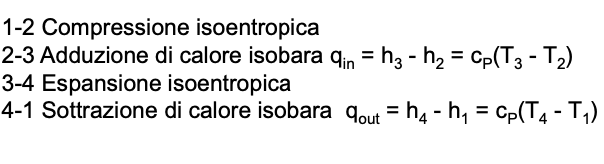 1-2 Compressione isoentropica
2-3 Adduzione di calore isobara q_in = h_3 - h_2 = c_P(T_3 - T_2)
3-4 Espansione isoentropica
4-1 Sottrazione di calore isobara q_out = h_4 - h_1 = c_P(T_4 - T_1)